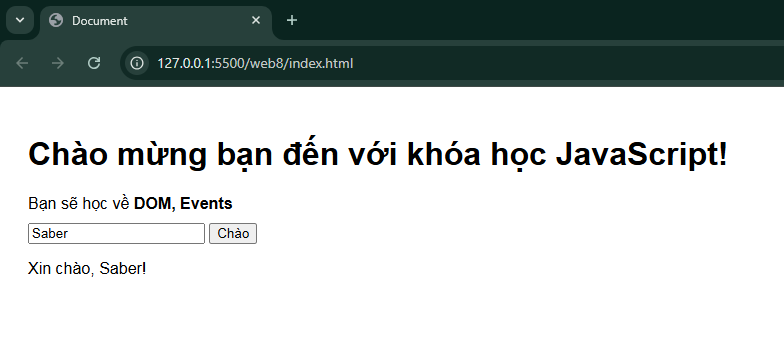 Document
127.0.0.1:5500/web8/index.html
Chào mừng bạn đến với khóa học JavaScript!
Bạn sẽ học về DOM, Events
Saber Chào
Xin chào, Saber!